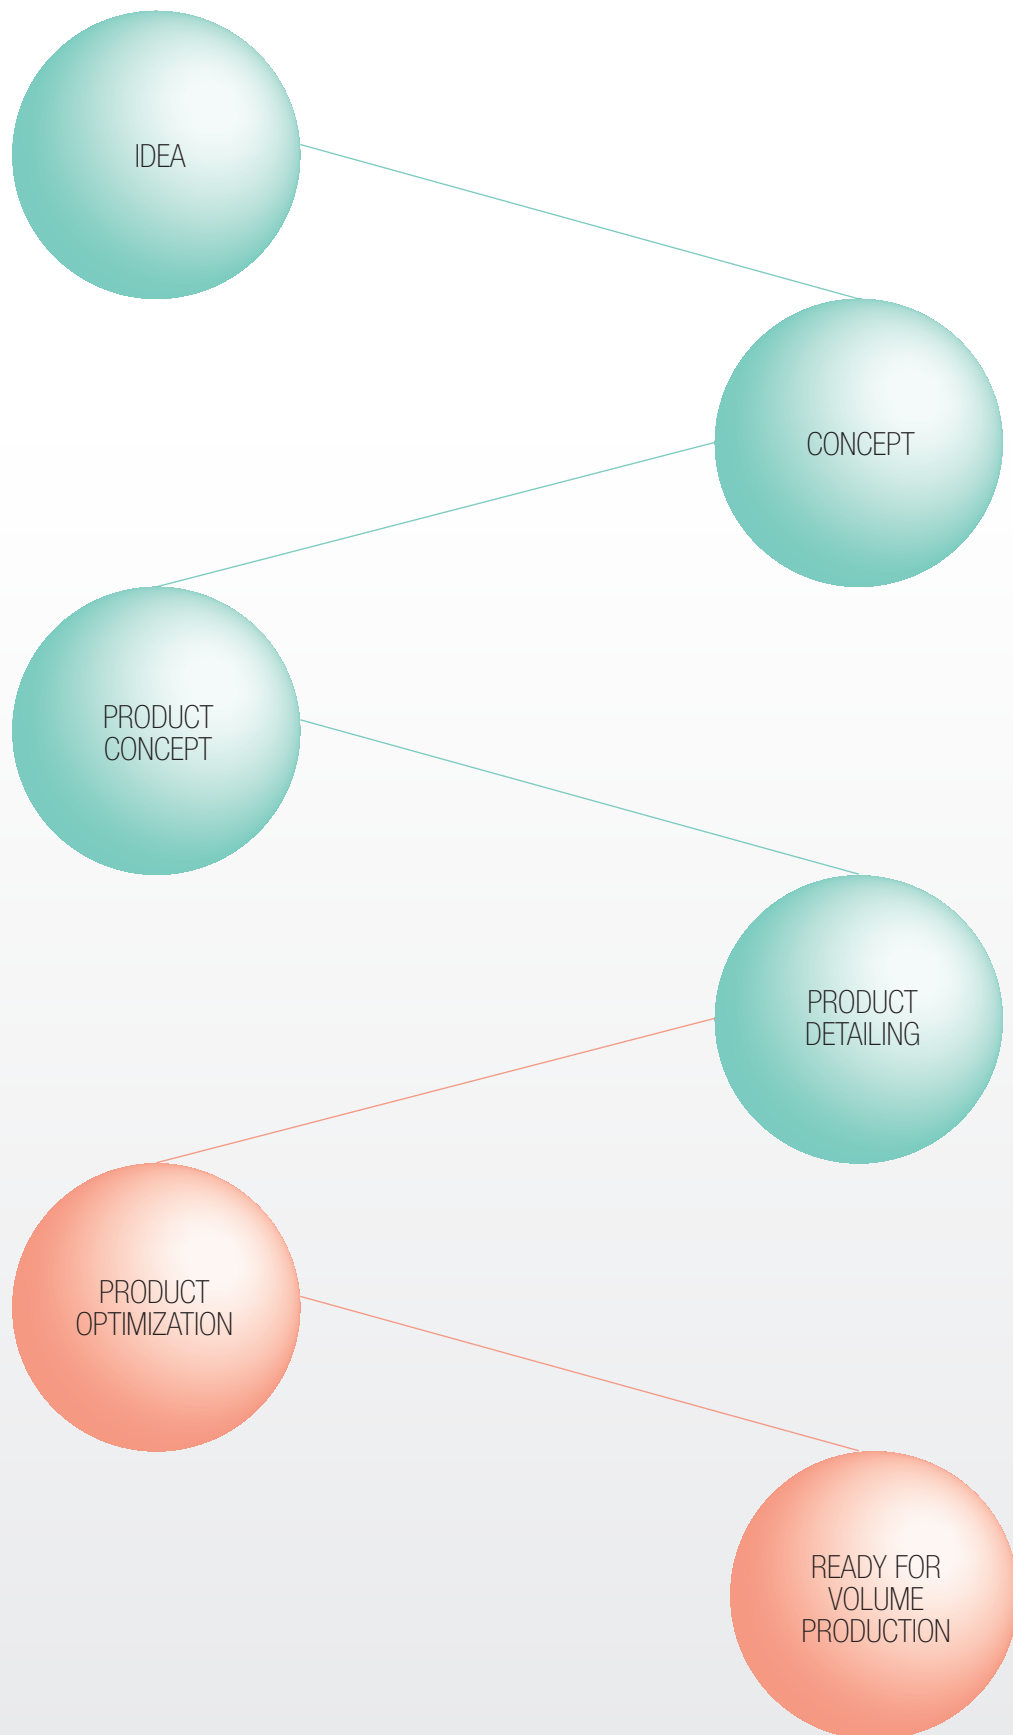 IDEA
CONCEPT
PRODUCT
CONCEPT
PRODUCT
DETAILING
PRODUCT
OPTIMIZATION
READY FOR
VOLUME
PRODUCTION